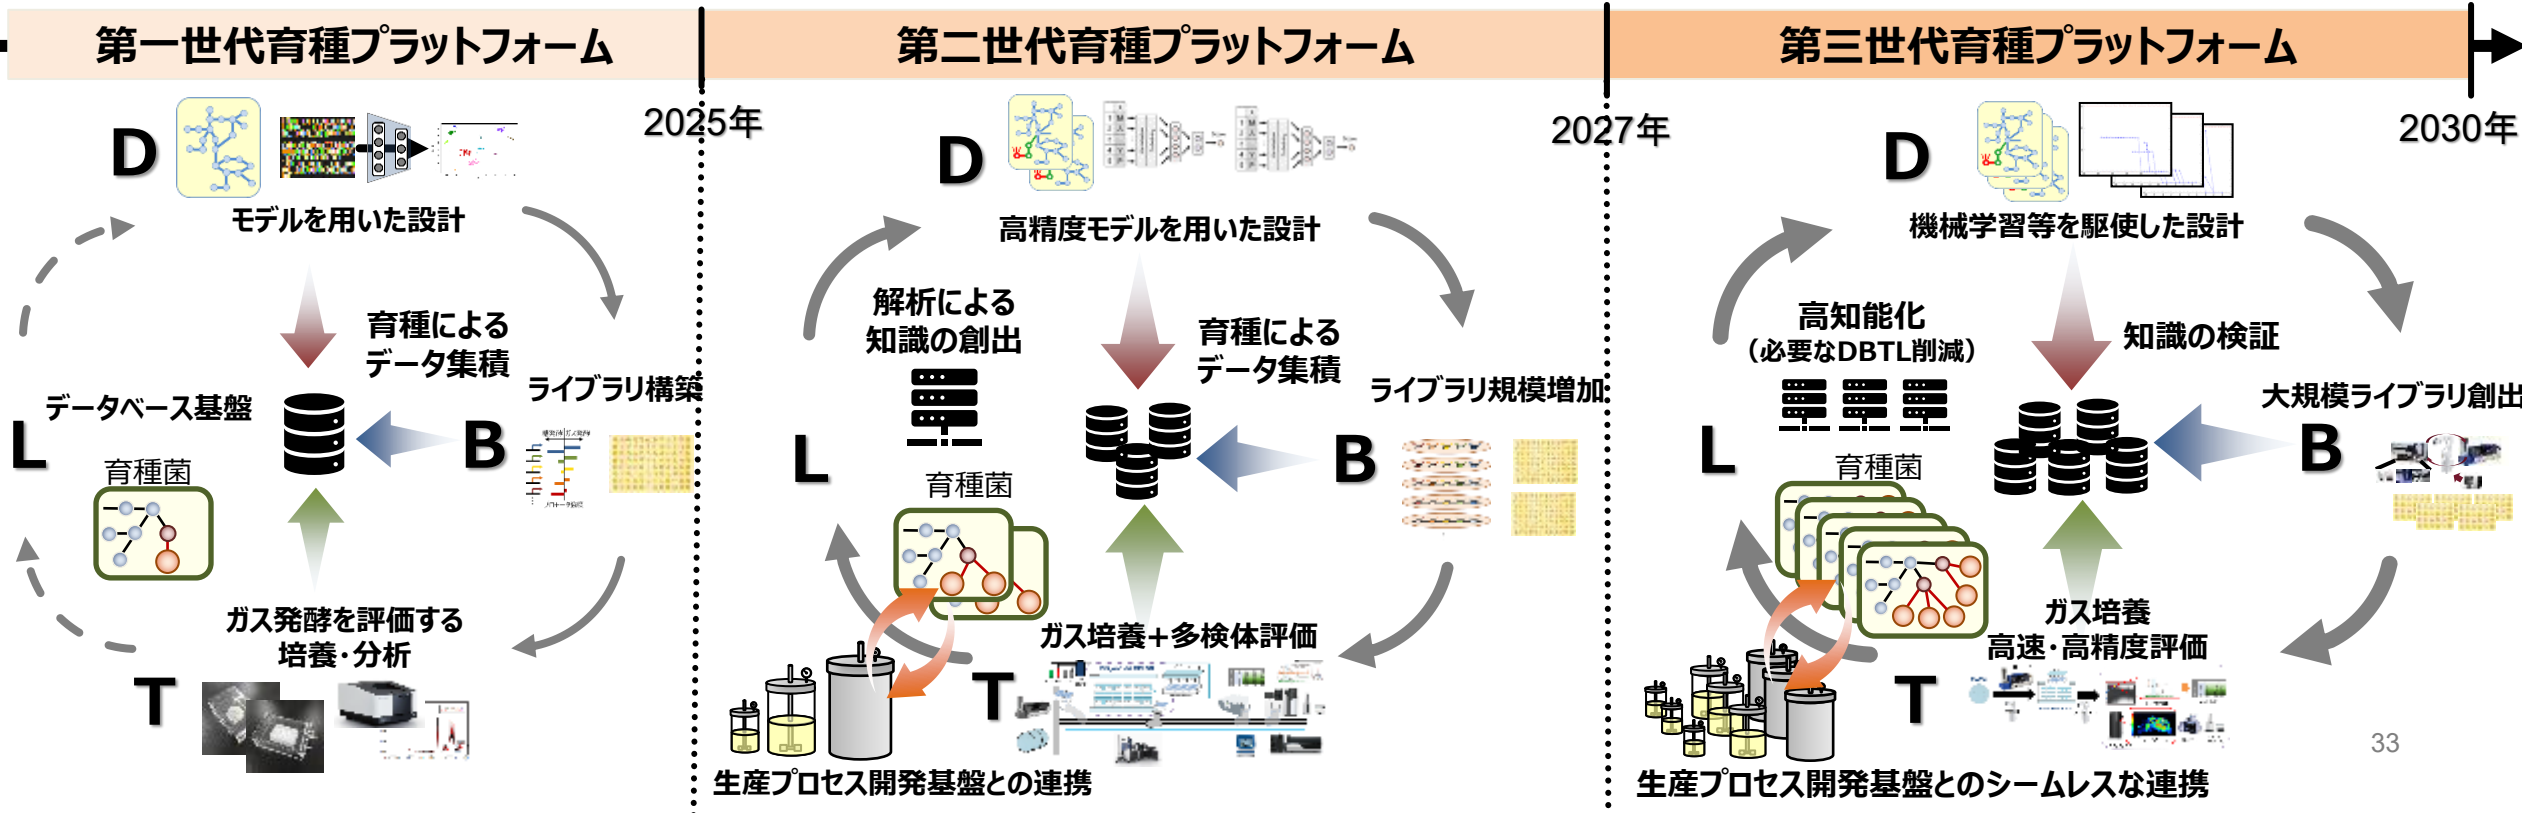 第一世代育種プラットフォーム
第二世代育種プラットフォーム
第三世代育種プラットフォーム
2025年
2027年
2030年
D
モデルを用いた設計
育種による
データ集積
ライブラリ構築
データベース基盤
L
B
育種菌
ガス発酵を評価する
培養・分析
T
D
高精度モデルを用いた設計
解析による
知識の創出
育種による
データ集積
ライブラリ規模増加
L
B
育種菌
ガス培養+多検体評価
T
生産プロセス開発基盤との連携
D
機械学習等を駆使した設計
高知能化
（必要なDBTL削減）
知識の検証
大規模ライブラリ創出
L
B
育種菌
ガス培養
高速・高精度評価
T
生産プロセス開発基盤とのシームレスな連携
33